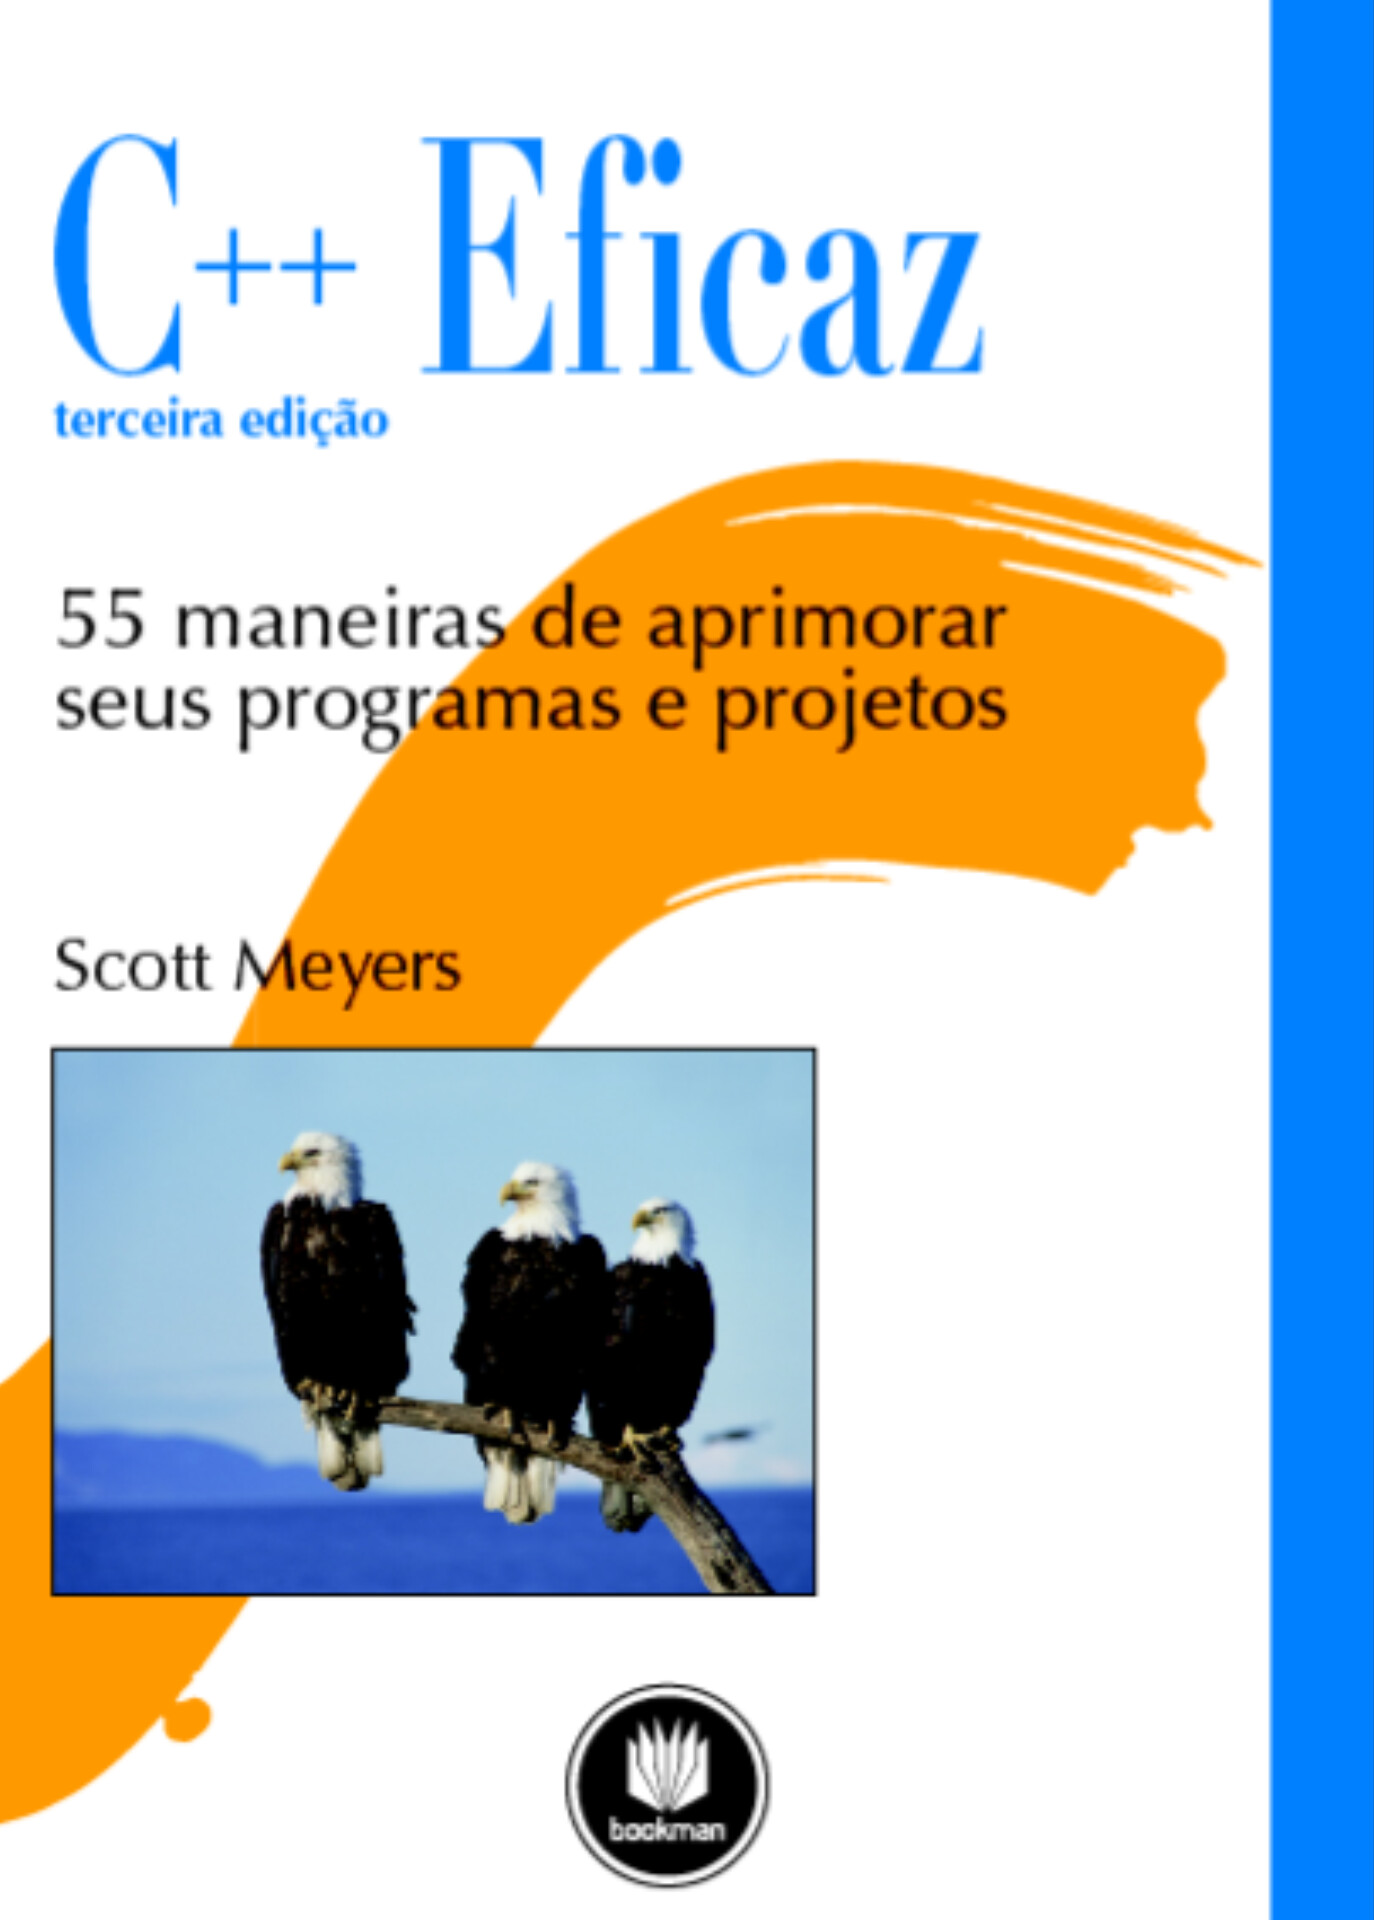 C++ Eficaz
terceira edição
55 maneiras de aprimorar
seus programas e projetos
Scott Meyers
bookman